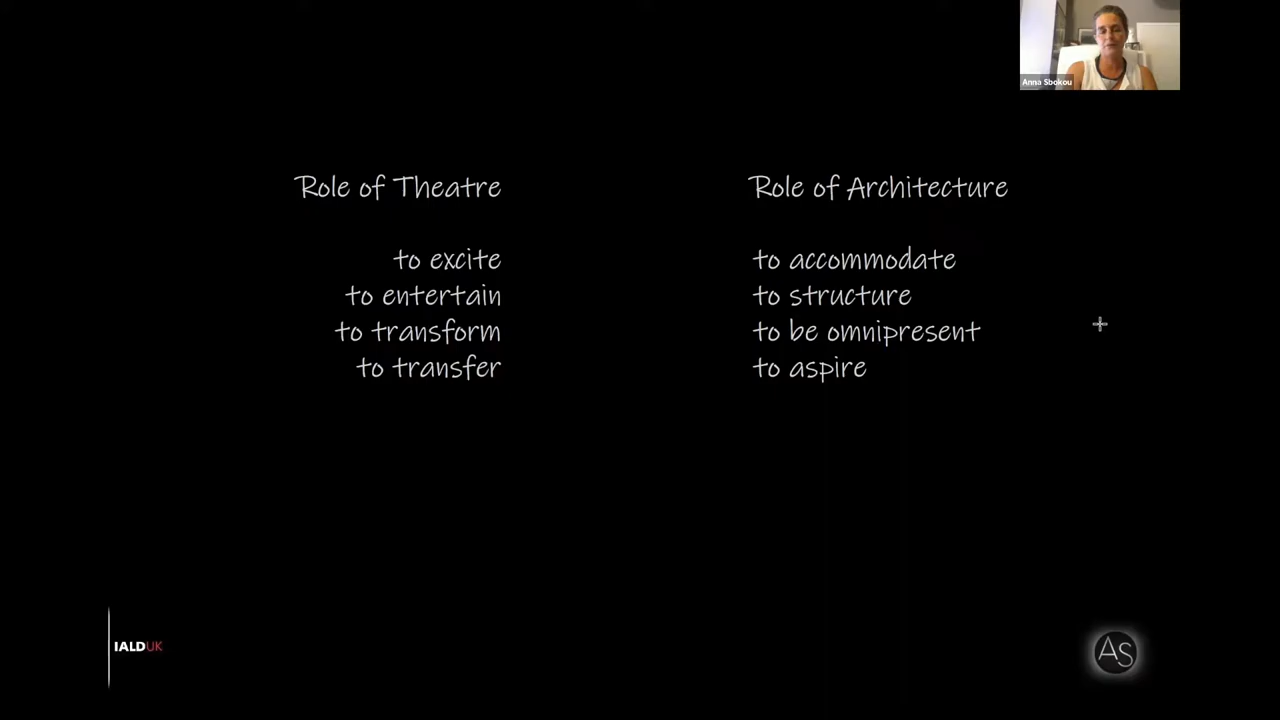 Anna Sbokou
Role of Theatre
to excite
to entertain
to transform
to transfer
Role of Architecture
to accommodate
to structure
to be omnipresent
to aspire
IALDUK
AS